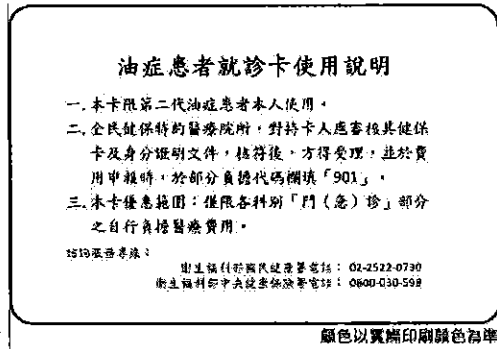 油症患者就診卡使用說明
一、本卡限第二代油症患者本人使用。
二、全民健保特約醫療院所，對持卡人應審核其健保
卡及身分證明文件，核符後，方得受理，並於費
用申報時，於部分負擔代碼欄填「901」。
三、本卡優惠範圍：僅限各科別「門（急）診」部分
之自行負擔醫療費用。
諮詢服務專線：
衛生福利部國民健康署電話：02-2522-0730
衛生福利部中央健康保險署電話：0800-030-598
顏色以實際印刷顏色為準